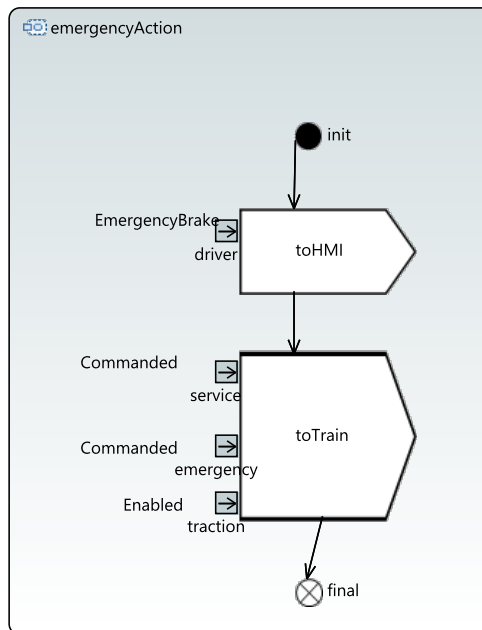 emergencyAction
init
EmergencyBrake
driver
toHMI
Commanded
service
toTrain
Commanded
emergency
Enabled
traction
final